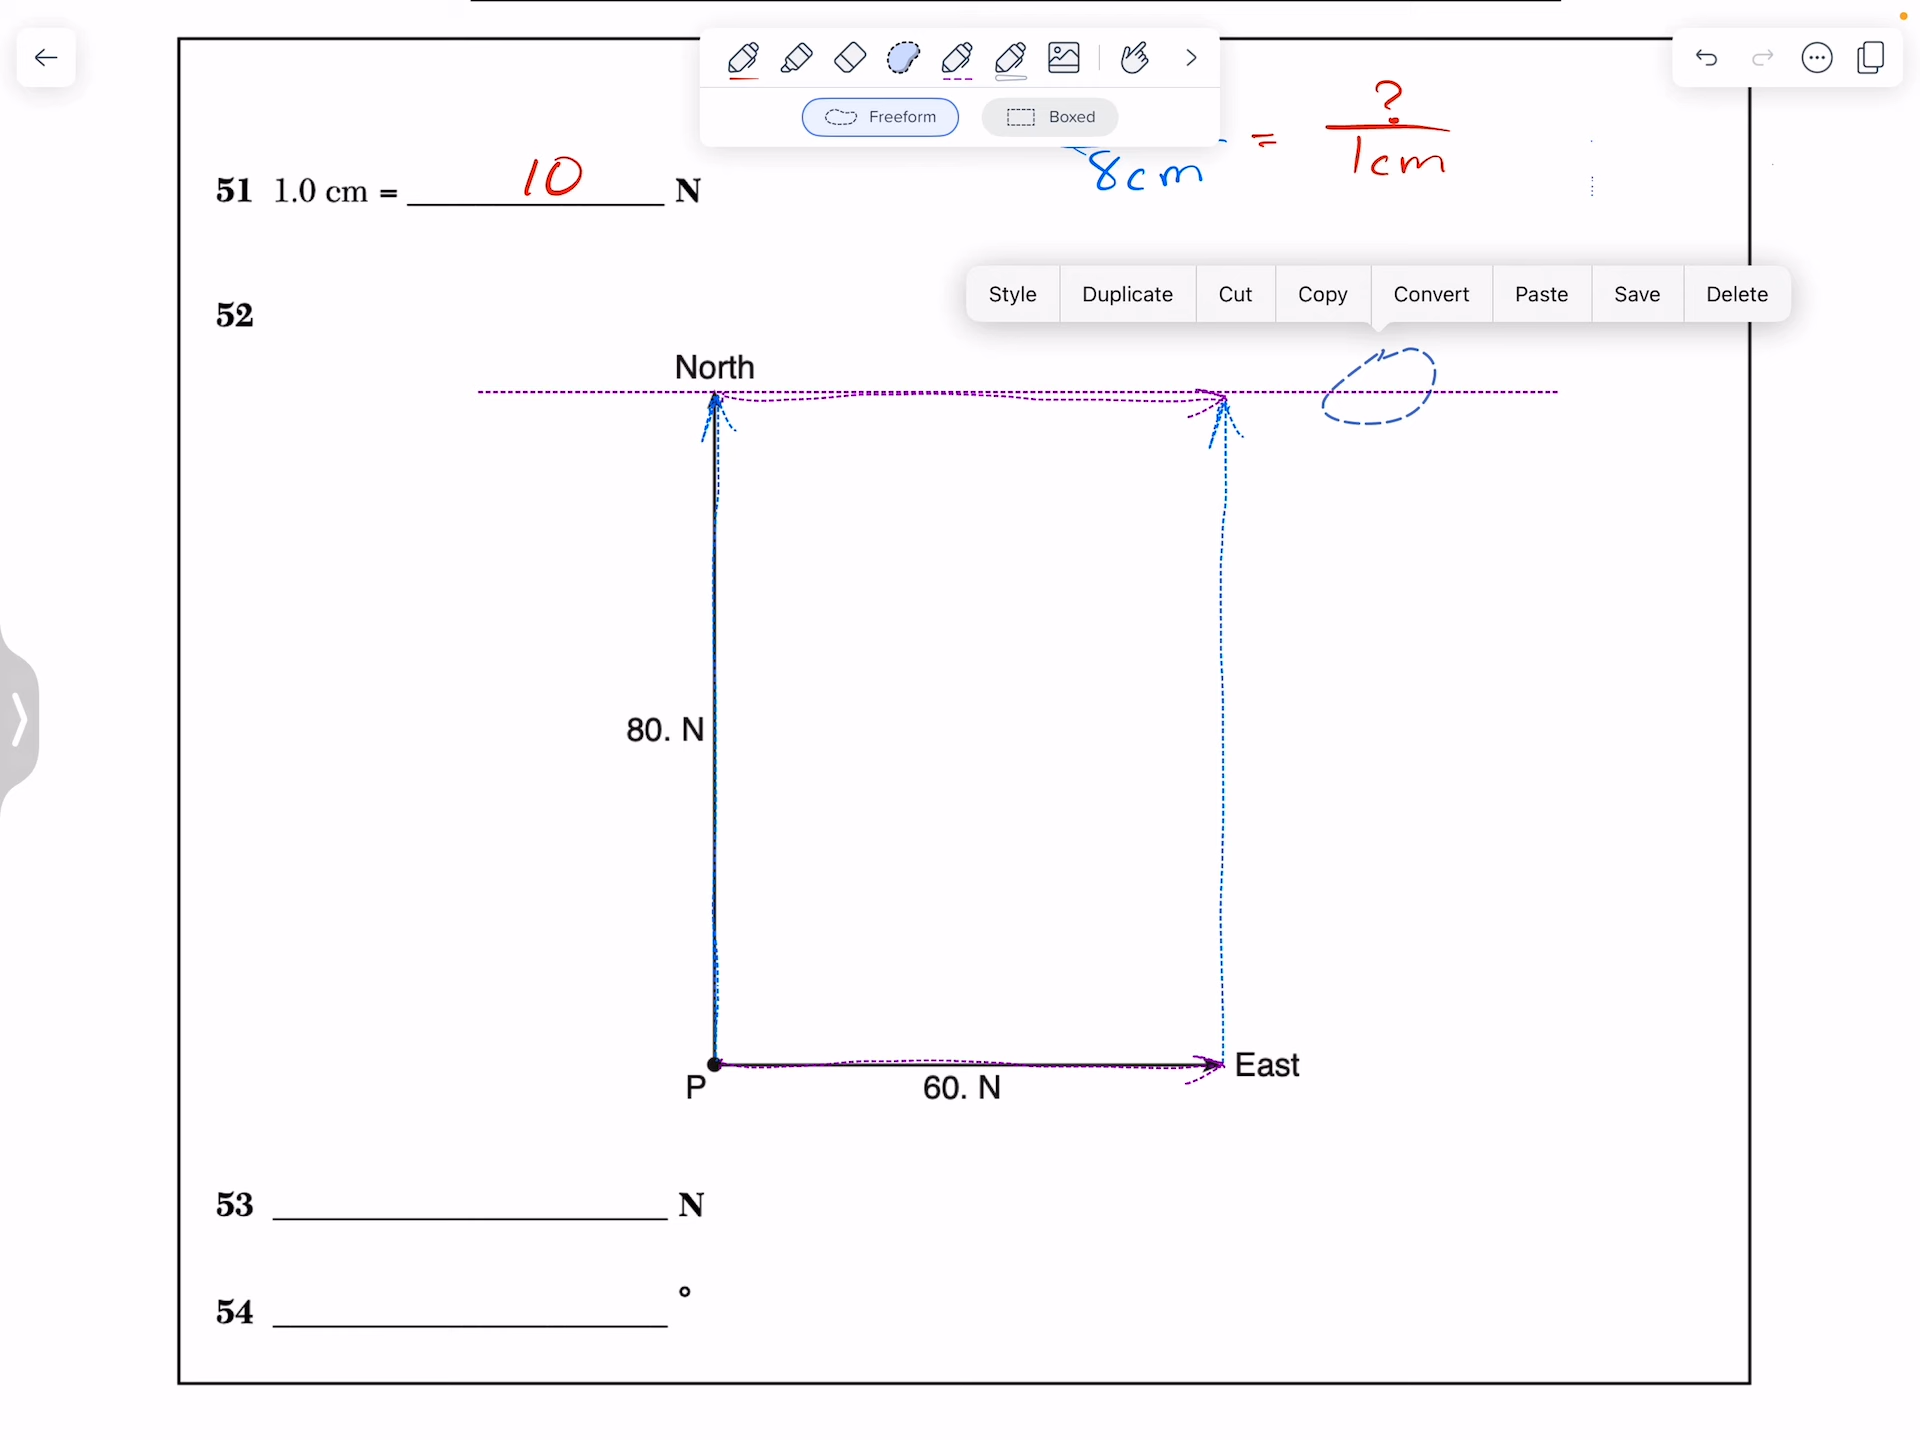 Freeform Boxed
= ?
8cm 1cm
51 1.0 cm = 10 N
Style Duplicate Cut Copy Convert Paste Save Delete
52
North
80. N
P East
60. N
53 N
54 °